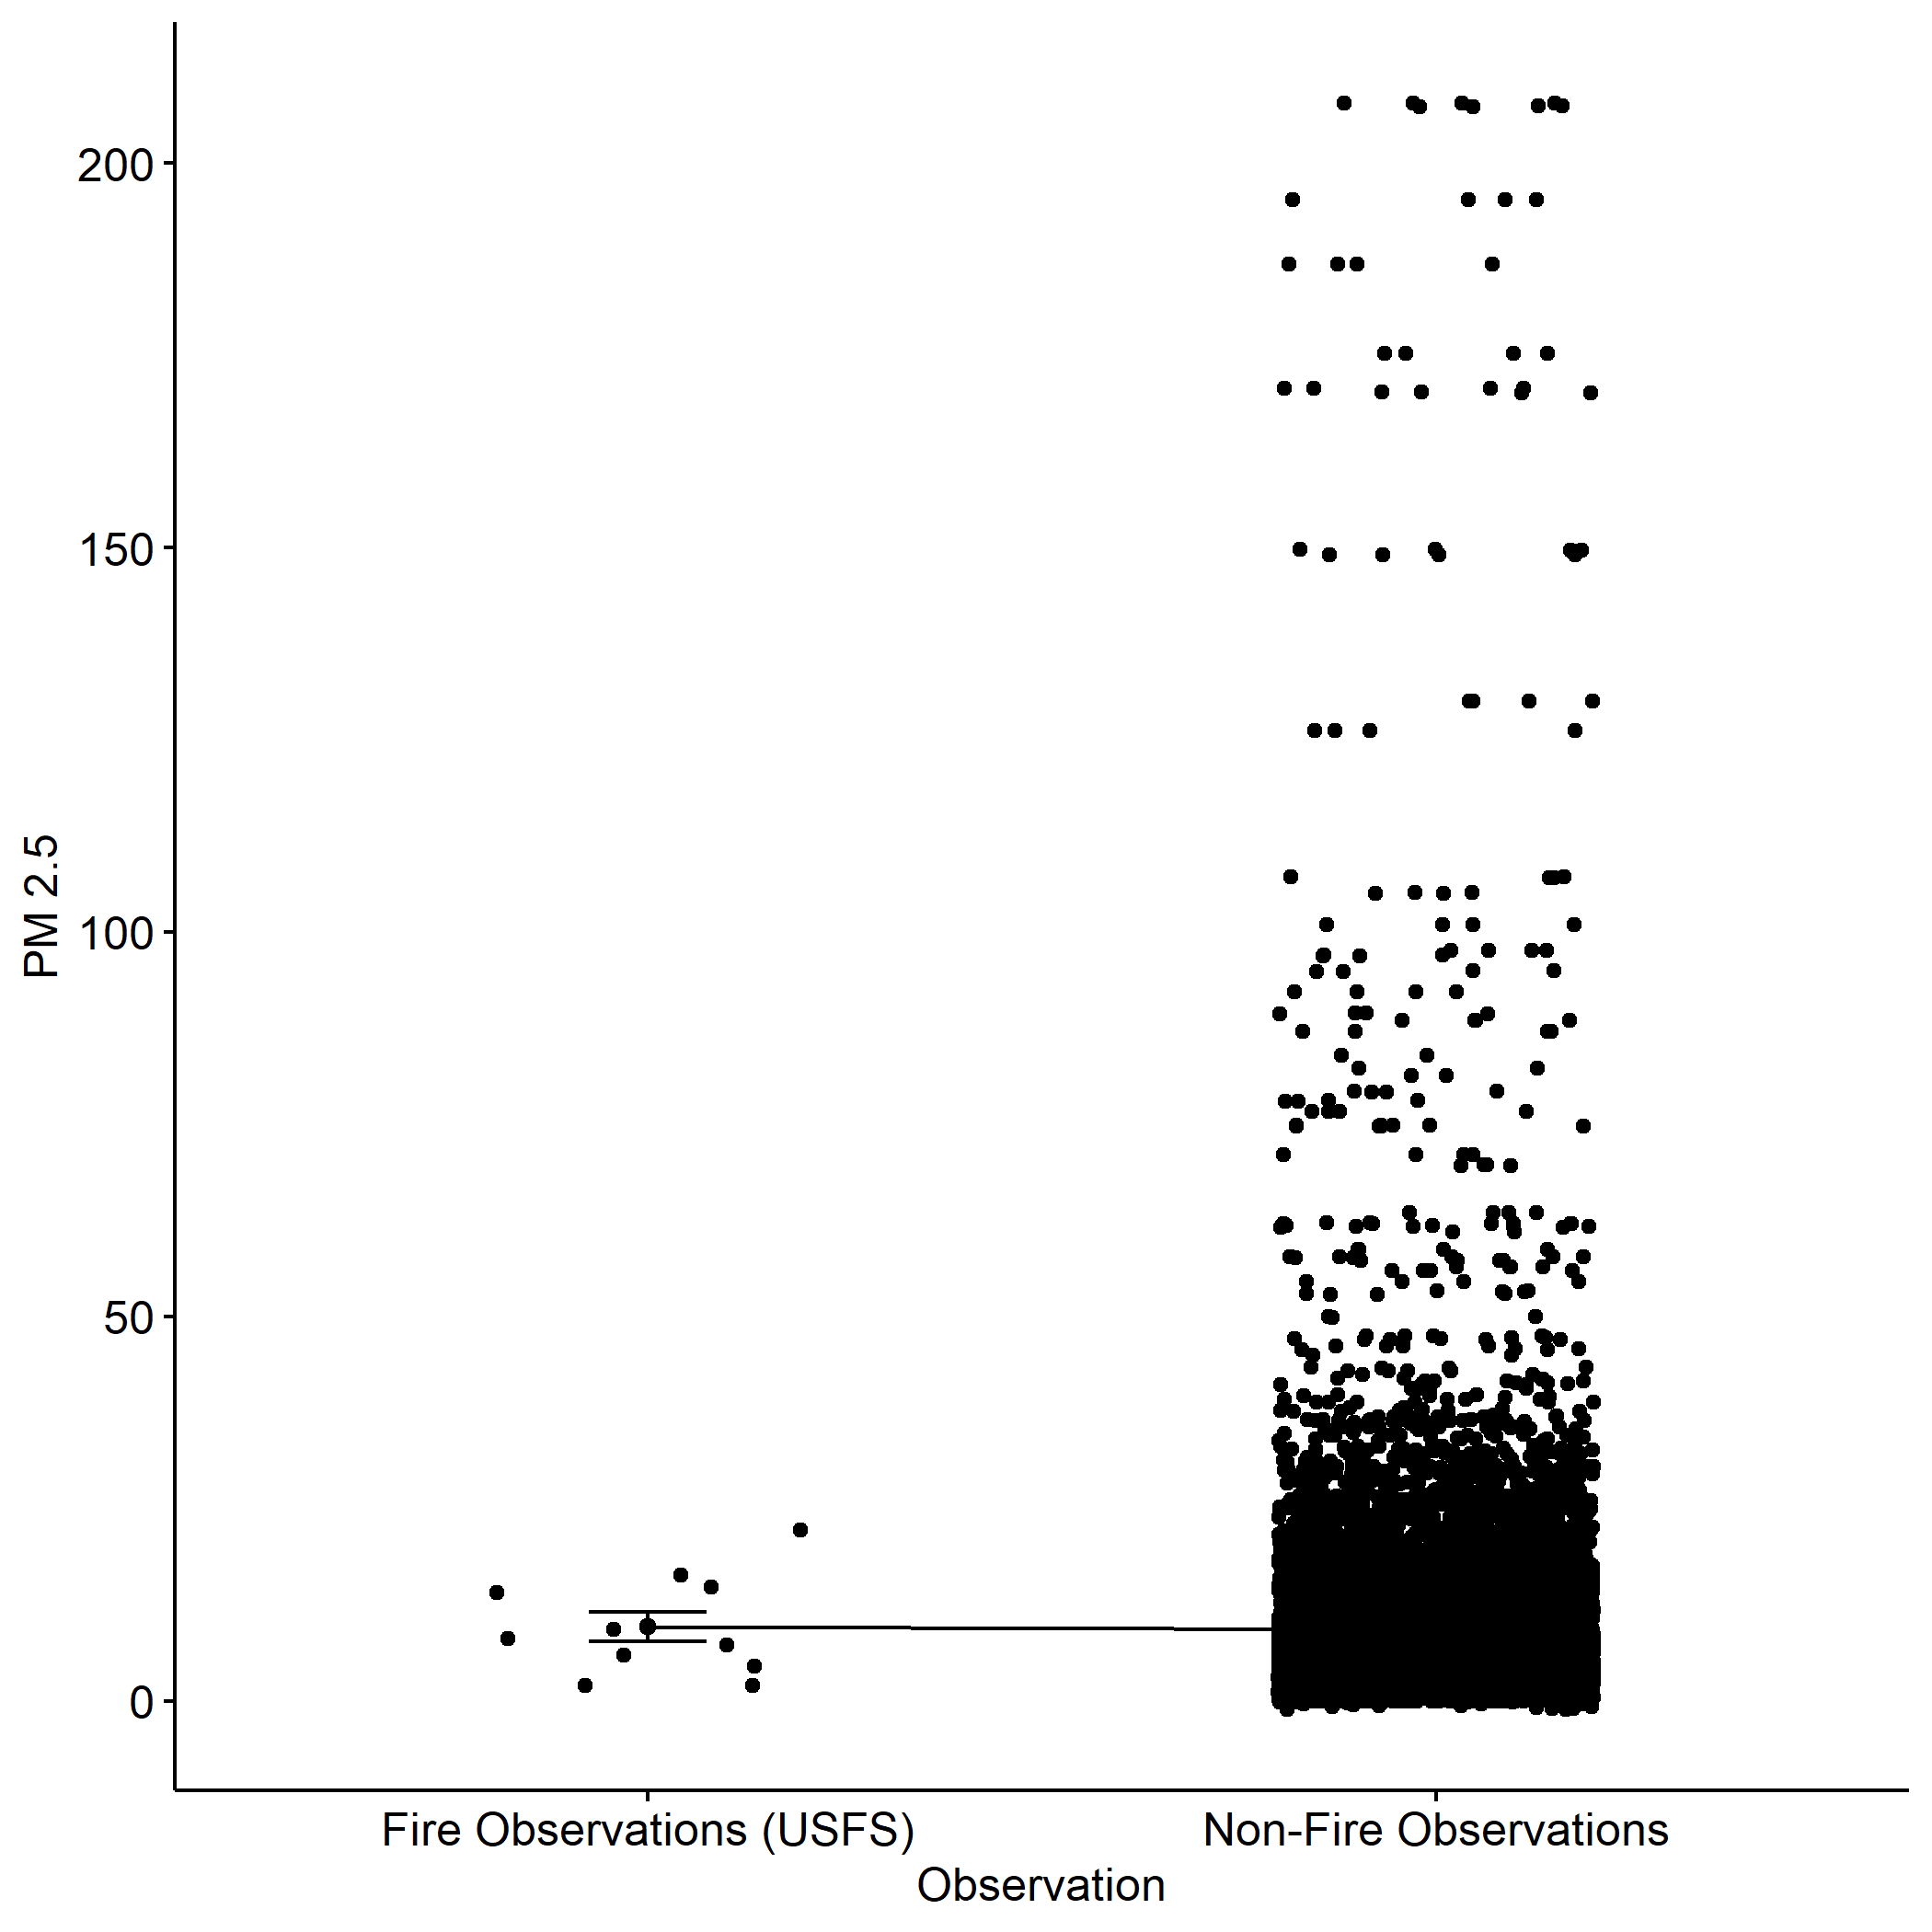 200
150
100
50
0
PM 2.5
Fire Observations (USFS)
Non-Fire Observations
Observation